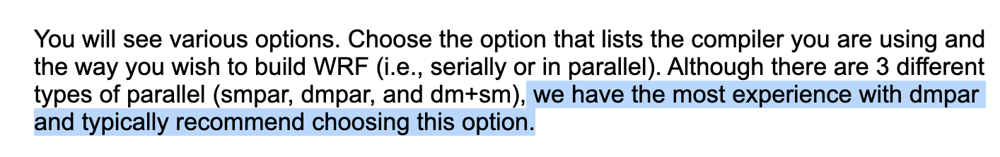 You will see various options. Choose the option that lists the compiler you are using and
the way you wish to build WRF (i.e., serially or in parallel). Although there are 3 different
types of parallel (smpar, dmpar, and dm+sm), we have the most experience with dmpar
and typically recommend choosing this option.